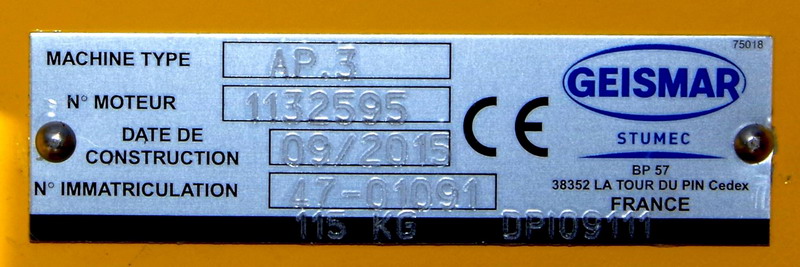 75018
MACHINE TYPE AP.3
N° MOTEUR 1132595
DATE DE CONSTRUCTION 09/2015
N° IMMATRICULATION 47-01091
115 KG DPI09111
CE
GEISMAR
STUMEC
BP 57
38352 LA TOUR DU PIN Cedex
FRANCE